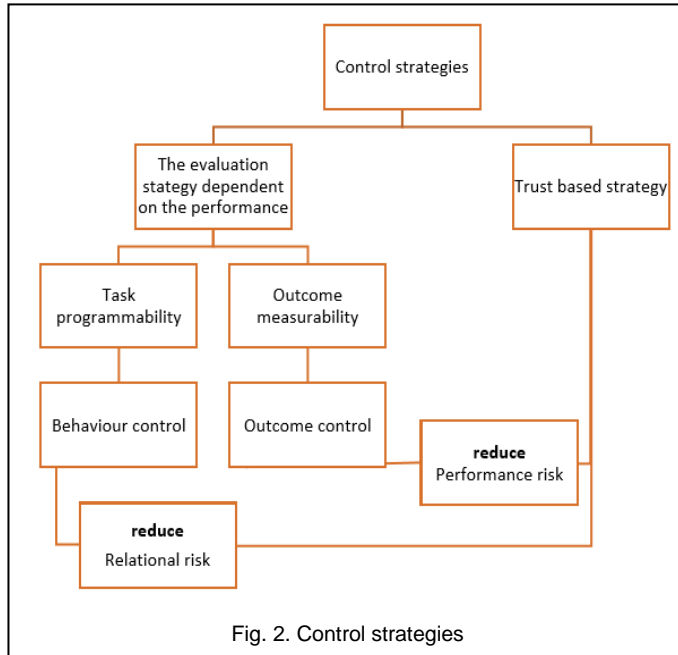 Control strategies
The evaluation
stategy dependent
on the performance
Trust based strategy
Task
programmability
Outcome
measurability
Behaviour control
Outcome control
reduce
Performance risk
reduce
Relational risk
Fig. 2. Control strategies